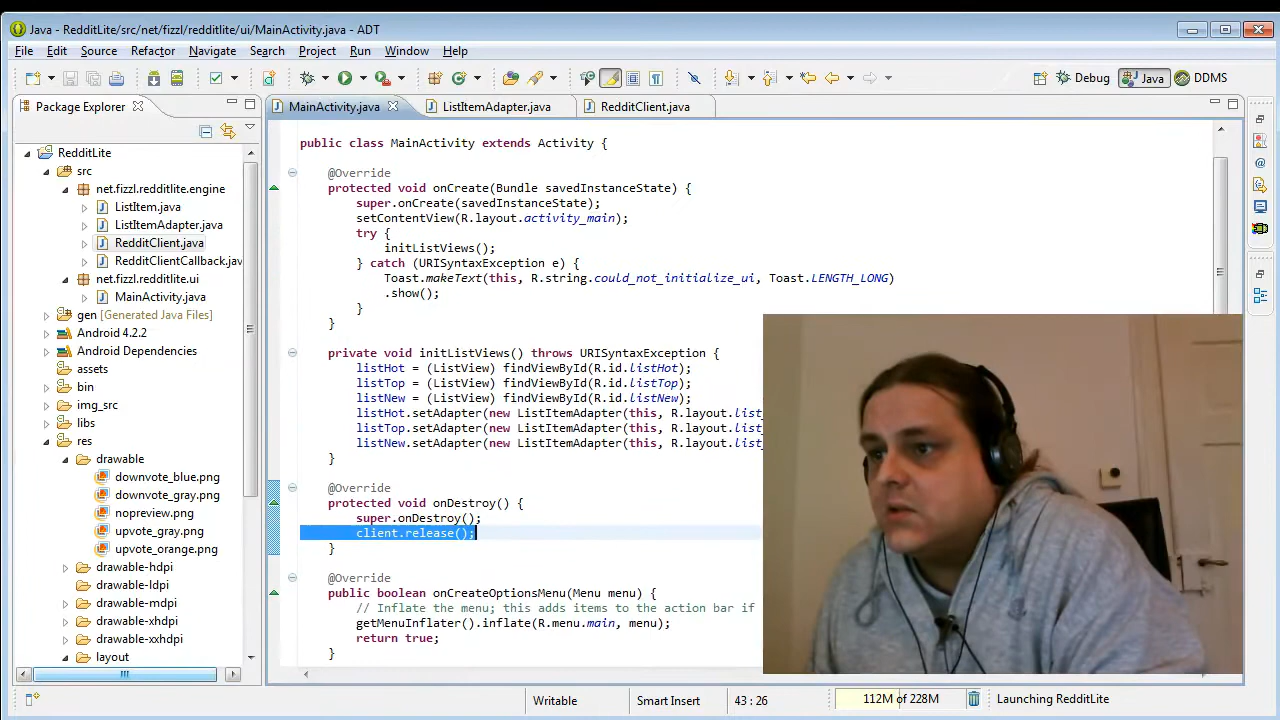 Java - RedditLite/src/net/fizzl/redditlite/ui/MainActivity.java - ADT
File Edit Source Refactor Navigate Search Project Run Window Help
Debug Java DDMS
Package Explorer
RedditLite
src
net.fizzl.redditlite.engine
ListItem.java
ListItemAdapter.java
RedditClient.java
RedditClientCallback.jav
net.fizzl.redditlite.ui
MainActivity.java
gen [Generated Java Files]
Android 4.2.2
Android Dependencies
assets
bin
img_src
libs
res
drawable
downvote_blue.png
downvote_gray.png
nopreview.png
upvote_gray.png
upvote_orange.png
drawable-hdpi
drawable-ldpi
drawable-mdpi
drawable-xhdpi
drawable-xxhdpi
layout
MainActivity.java ListItemAdapter.java RedditClient.java
public class MainActivity extends Activity {
@Override
protected void onCreate(Bundle savedInstanceState) {
super.onCreate(savedInstanceState);
setContentView(R.layout.activity_main);
try {
initListViews();
} catch (URISyntaxException e) {
Toast.makeText(this, R.string.could_not_initialize_ui, Toast.LENGTH_LONG)
.show();
}
}
private void initListViews() throws URISyntaxException {
listHot = (ListView) findViewById(R.id.listHot);
listTop = (ListView) findViewById(R.id.listTop);
listNew = (ListView) findViewById(R.id.listNew);
listHot.setAdapter(new ListItemAdapter(this, R.layout.list_
listTop.setAdapter(new ListItemAdapter(this, R.layout.list_
listNew.setAdapter(new ListItemAdapter(this, R.layout.list_
}
@Override
protected void onDestroy() {
super.onDestroy();
client.release();
}
@Override
public boolean onCreateOptionsMenu(Menu menu) {
// Inflate the menu; this adds items to the action bar if
getMenuInflater().inflate(R.menu.main, menu);
return true;
}
Writable Smart Insert 43 : 26 112M of 228M Launching RedditLite